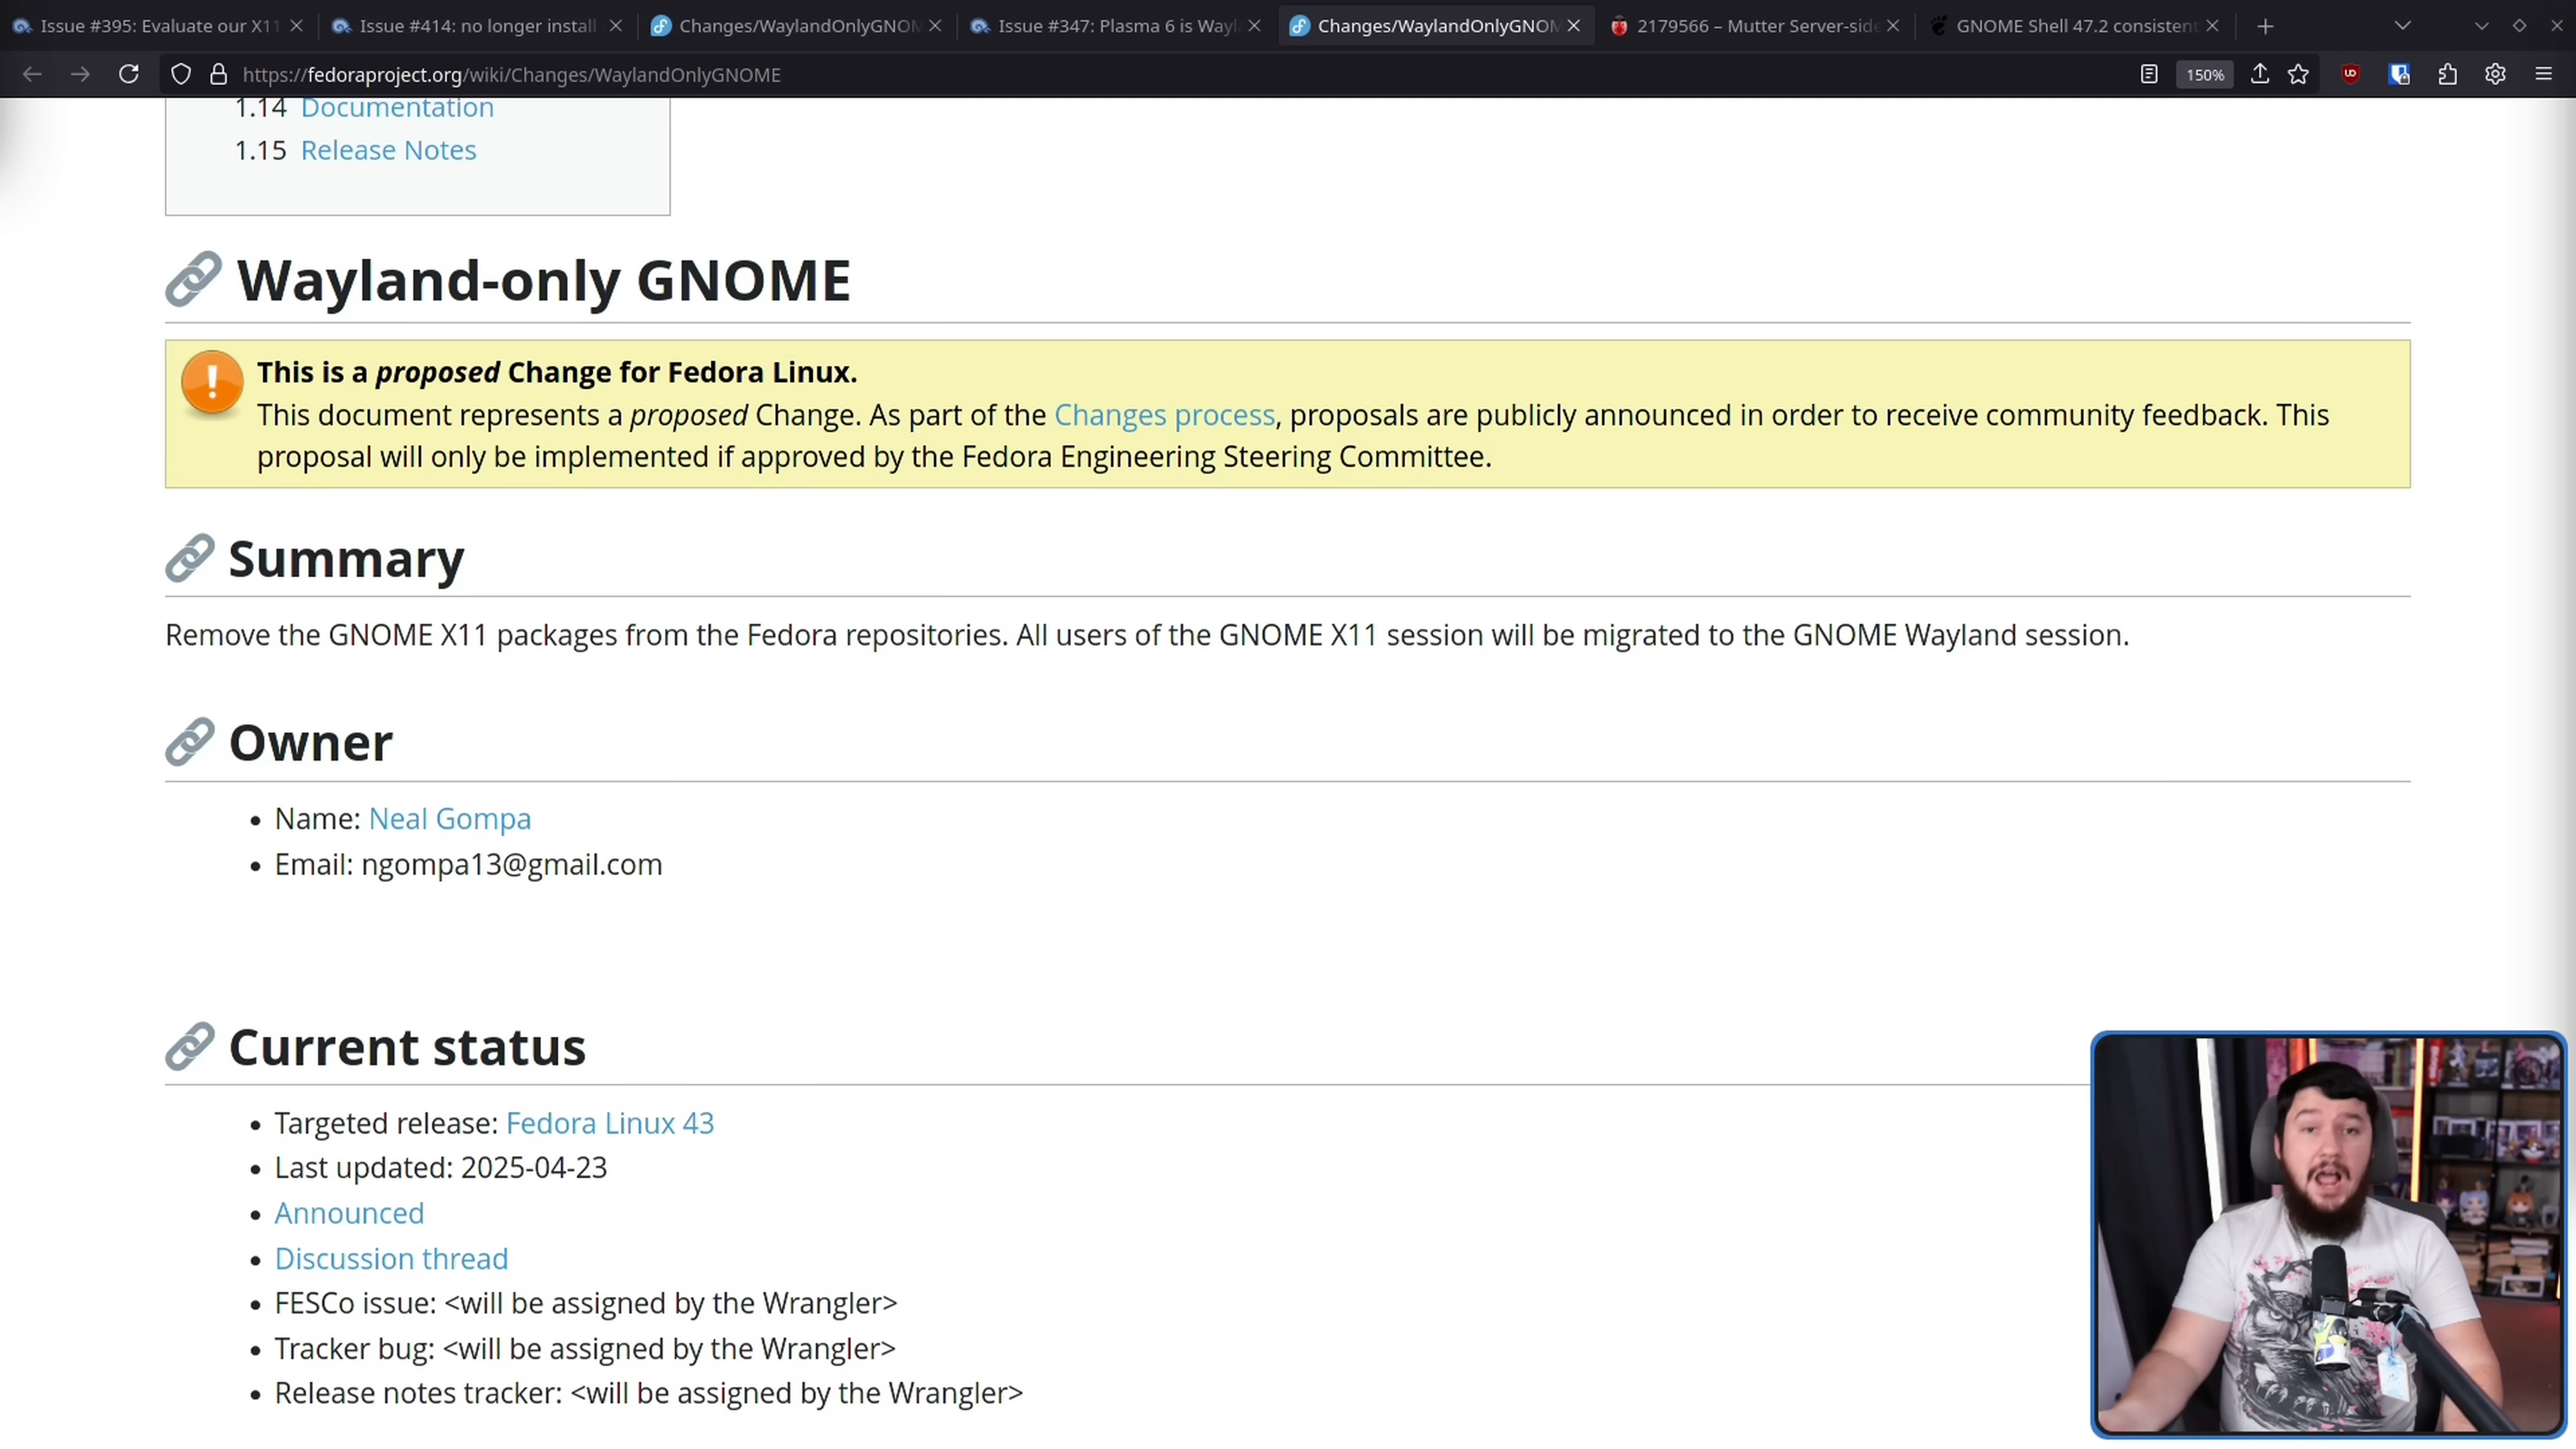 Issue #395: Evaluate our X11
Issue #414: no longer install
Changes/WaylandOnlyGNOM
Issue #347: Plasma 6 is Wayl
Changes/WaylandOnlyGNOM
2179566 – Mutter Server-side
GNOME Shell 47.2 consistent
https://fedoraproject.org/wiki/Changes/WaylandOnlyGNOME
150%
1.14 Documentation
1.15 Release Notes
Wayland-only GNOME
This is a proposed Change for Fedora Linux.
This document represents a proposed Change. As part of the Changes process, proposals are publicly announced in order to receive community feedback. This
proposal will only be implemented if approved by the Fedora Engineering Steering Committee.
Summary
Remove the GNOME X11 packages from the Fedora repositories. All users of the GNOME X11 session will be migrated to the GNOME Wayland session.
Owner
• Name: Neal Gompa
• Email: ngompa13@gmail.com
Current status
• Targeted release: Fedora Linux 43
• Last updated: 2025-04-23
• Announced
• Discussion thread
• FESCo issue: <will be assigned by the Wrangler>
• Tracker bug: <will be assigned by the Wrangler>
• Release notes tracker: <will be assigned by the Wrangler>